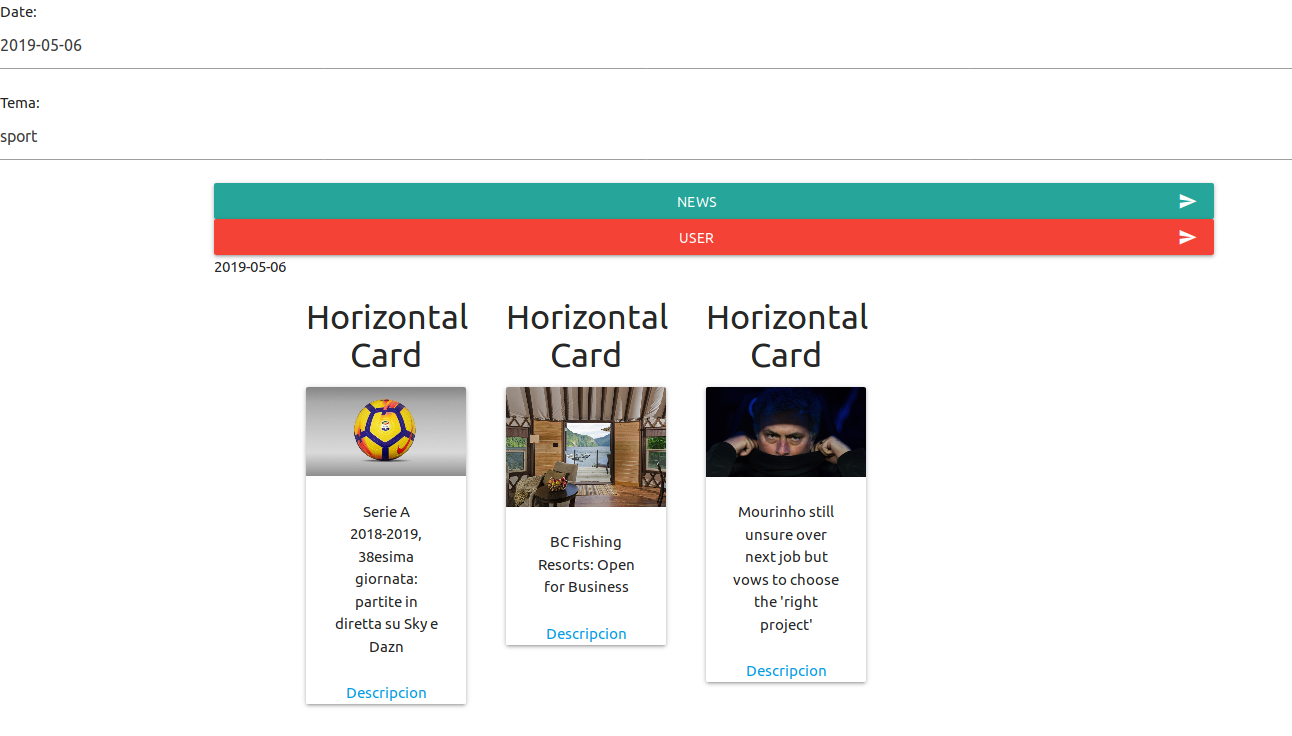 Date:
2019-05-06
Tema:
sport
NEWS
USER
2019-05-06
Horizontal
Card
Serie A
2018-2019,
38esima
giornata:
partite in
diretta su Sky e
Dazn
Descripcion
Horizontal
Card
BC Fishing
Resorts: Open
for Business
Descripcion
Horizontal
Card
Mourinho still
unsure over
next job but
vows to choose
the 'right
project'
Descripcion